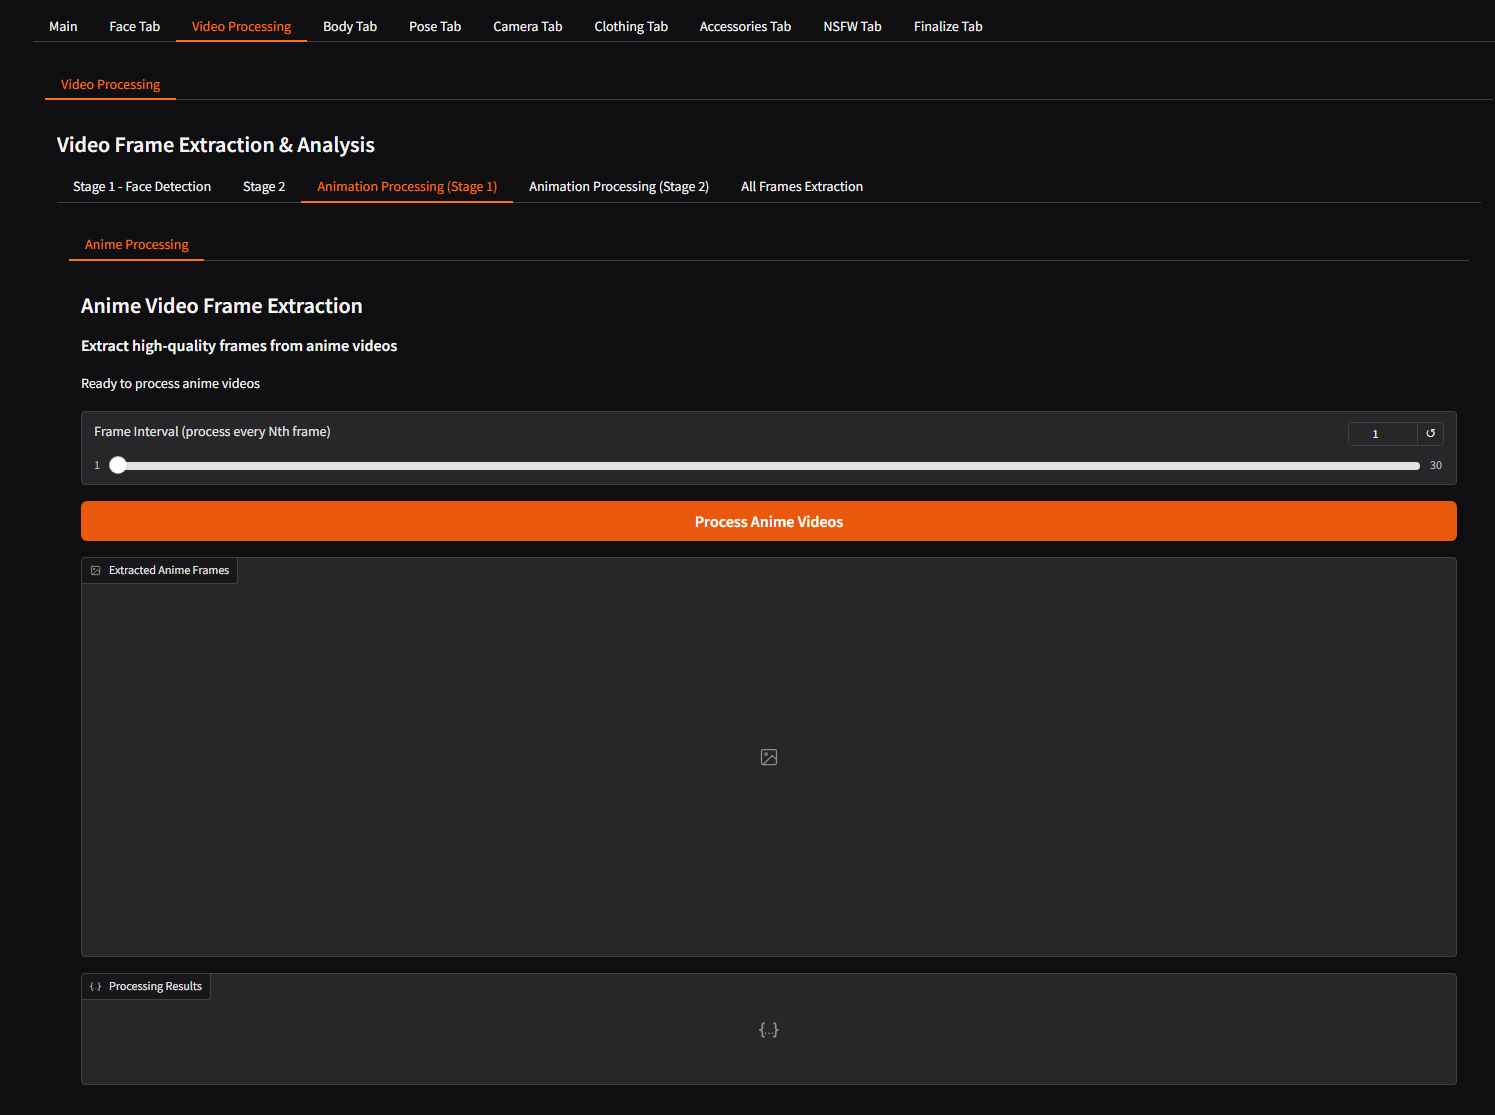 Main Face Tab Video Processing Body Tab Pose Tab Camera Tab Clothing Tab Accessories Tab NSFW Tab Finalize Tab
Video Processing
Video Frame Extraction & Analysis
Stage 1 - Face Detection Stage 2 Animation Processing (Stage 1) Animation Processing (Stage 2) All Frames Extraction
Anime Processing
Anime Video Frame Extraction
Extract high-quality frames from anime videos
Ready to process anime videos
Frame Interval (process every Nth frame) 1 ↺
1 30
Process Anime Videos
Extracted Anime Frames
{..} Processing Results
{...}